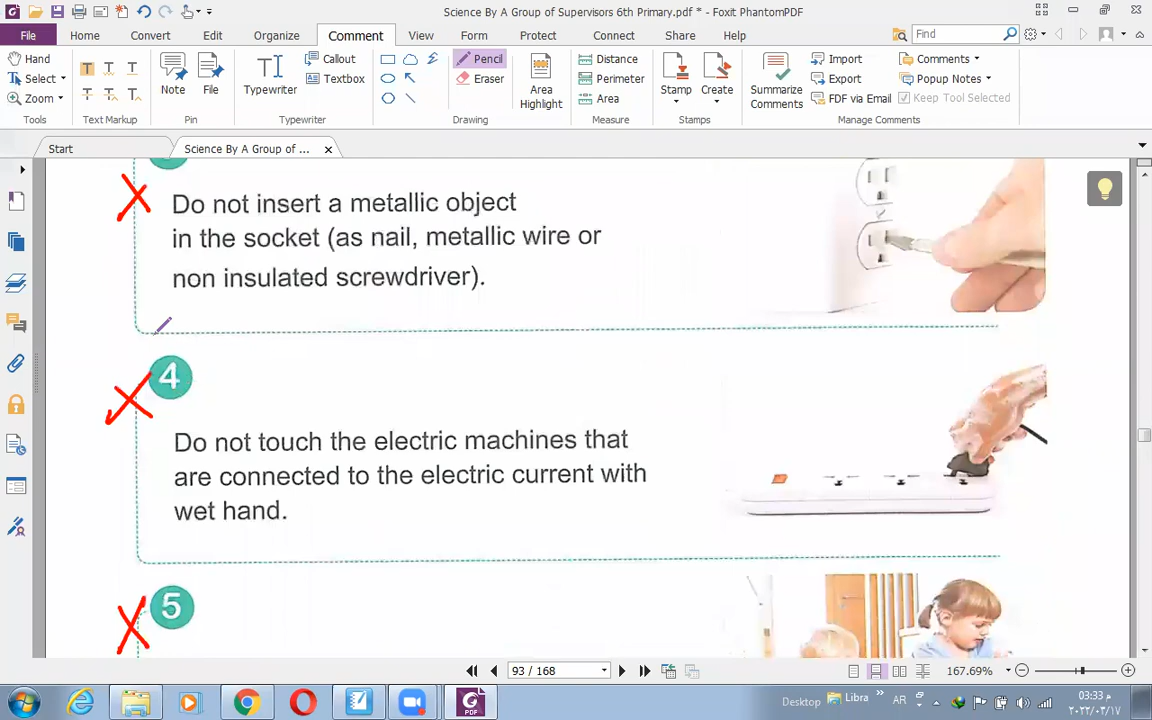 Science By A Group of Supervisors 6th Primary.pdf * - Foxit PhantomPDF
File Home Convert Edit Organize Comment View Form Protect Connect Share Help Find
Hand
Select
Zoom
Tools
Text Markup
Note
File
Pin
Typewriter
Callout
Textbox
Typewriter
Pencil
Eraser
Area
Highlight
Drawing
Distance
Perimeter
Area
Measure
Stamp
Create
Stamps
Summarize
Comments
Import
Export
FDF via Email
Comments
Popup Notes
Keep Tool Selected
Manage Comments
Start
Science By A Group of ...
Do not insert a metallic object
in the socket (as nail, metallic wire or
non insulated screwdriver).
4
Do not touch the electric machines that
are connected to the electric current with
wet hand.
5
93 / 168
167.69%
Desktop
Libra
AR
03:33 م
٢٠٢٢/٠٣/١٧